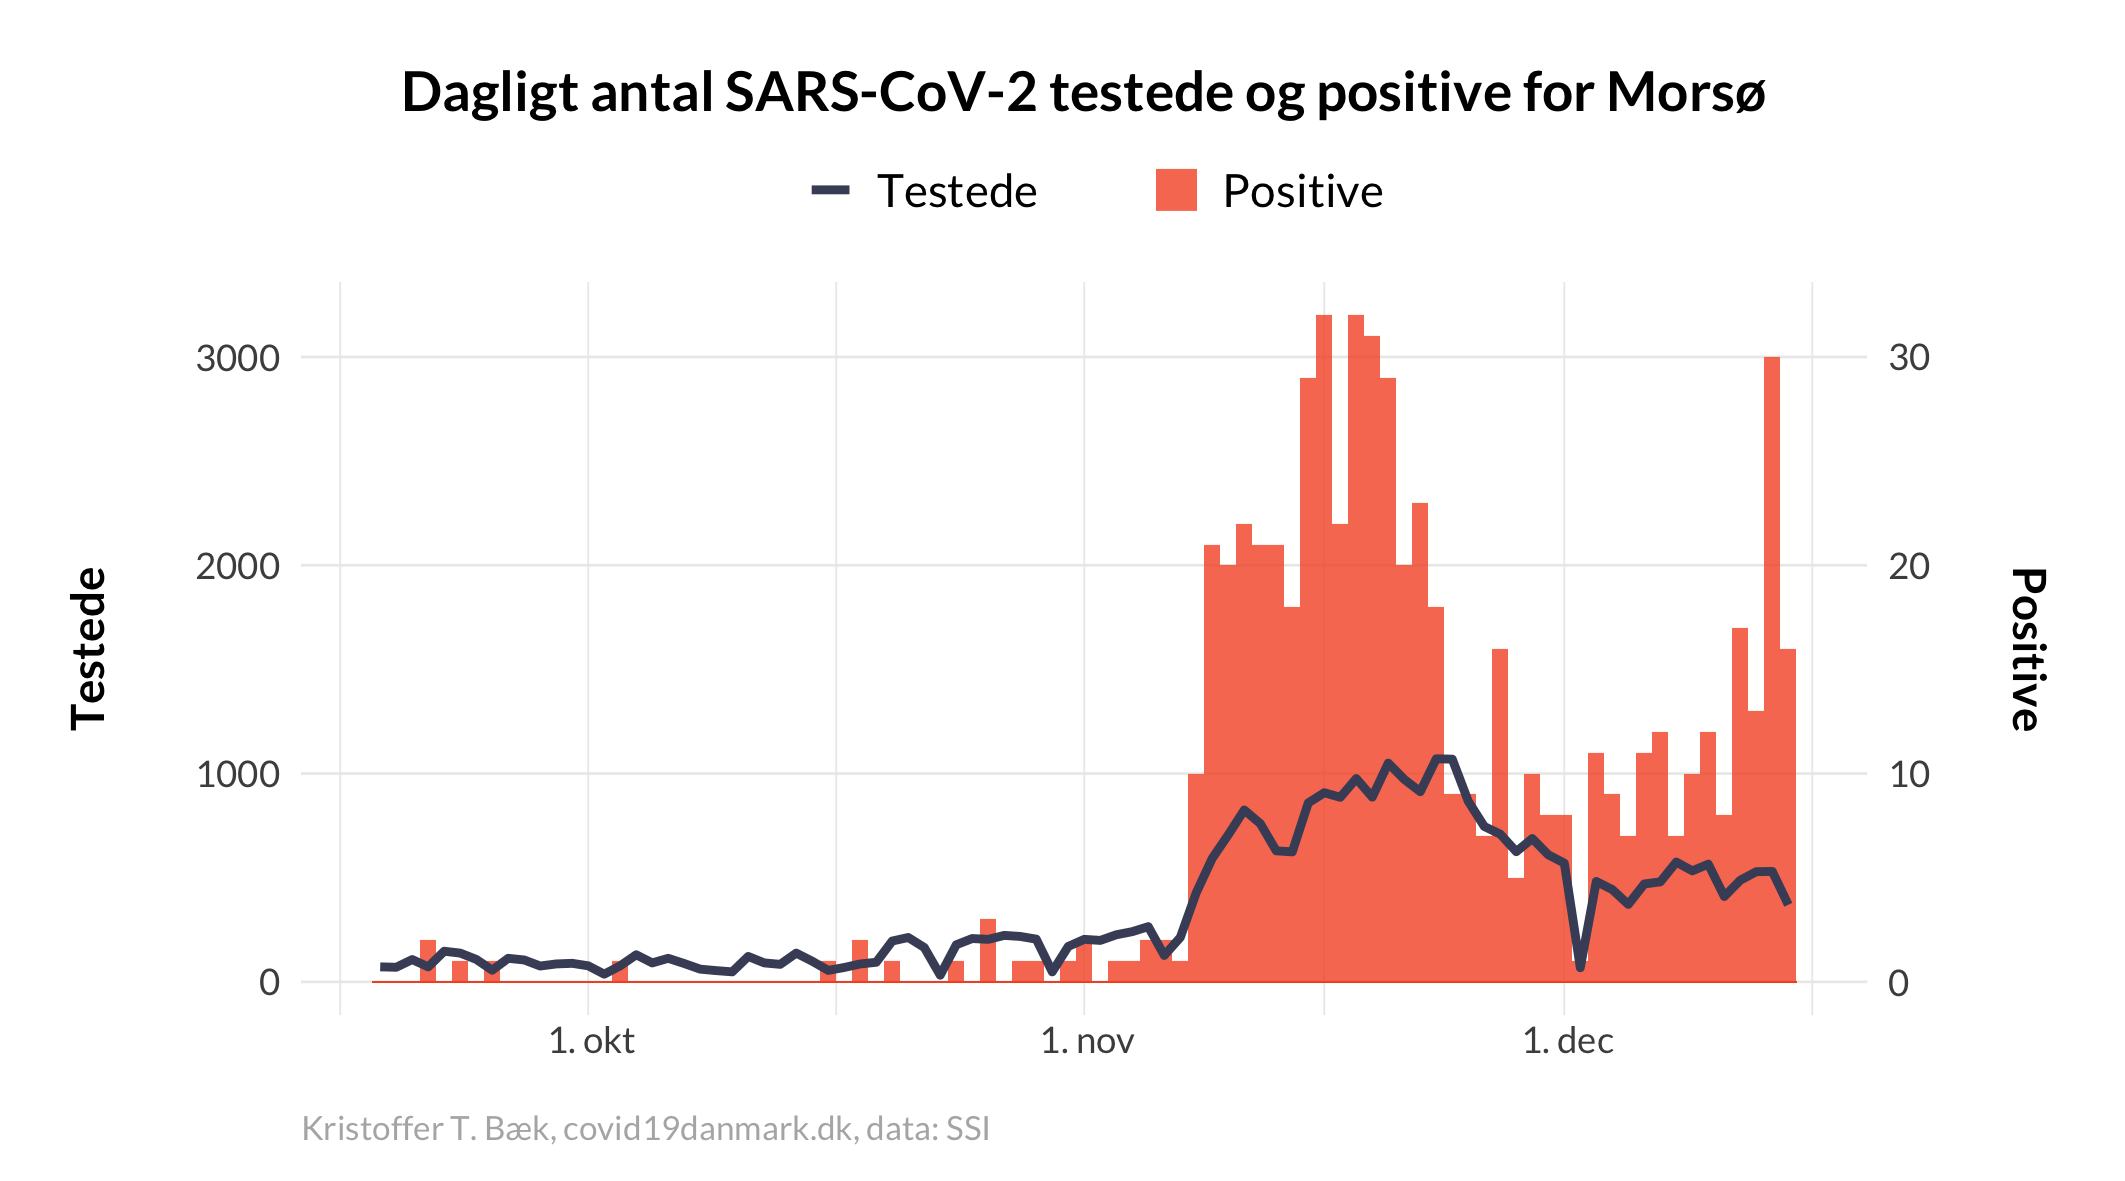 Dagligt antal SARS-CoV-2 testede og positive for Morsø
Testede Positive
3000 30
2000 20
1000 10
0 0
Testede
Positive
1. okt 1. nov 1. dec
Kristoffer T. Bæk, covid19danmark.dk, data: SSI